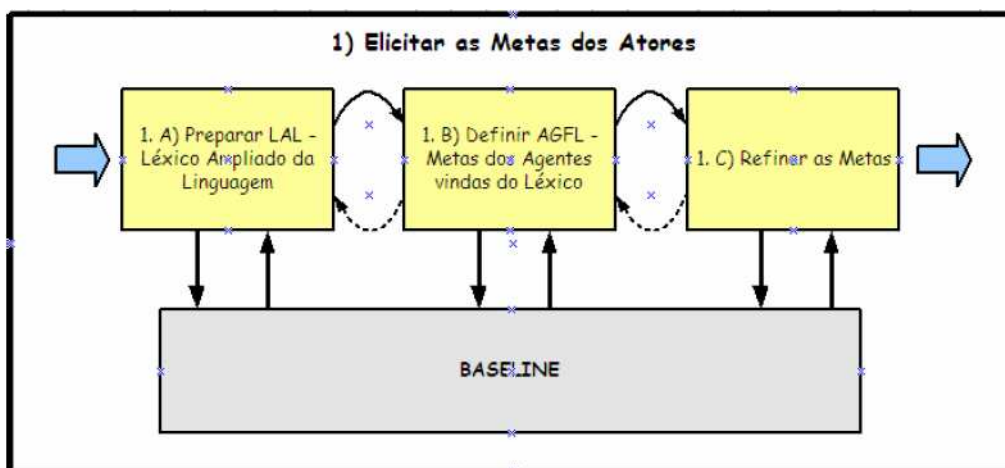 1) Elicitar as Metas dos Atores
1. A) Preparar LAL -
Léxico Ampliado da
Linguagem
1. B) Definir AGFL -
Metas dos Agentes
vindas do Léxico
1. C) Refinar as Metas
BASELINE